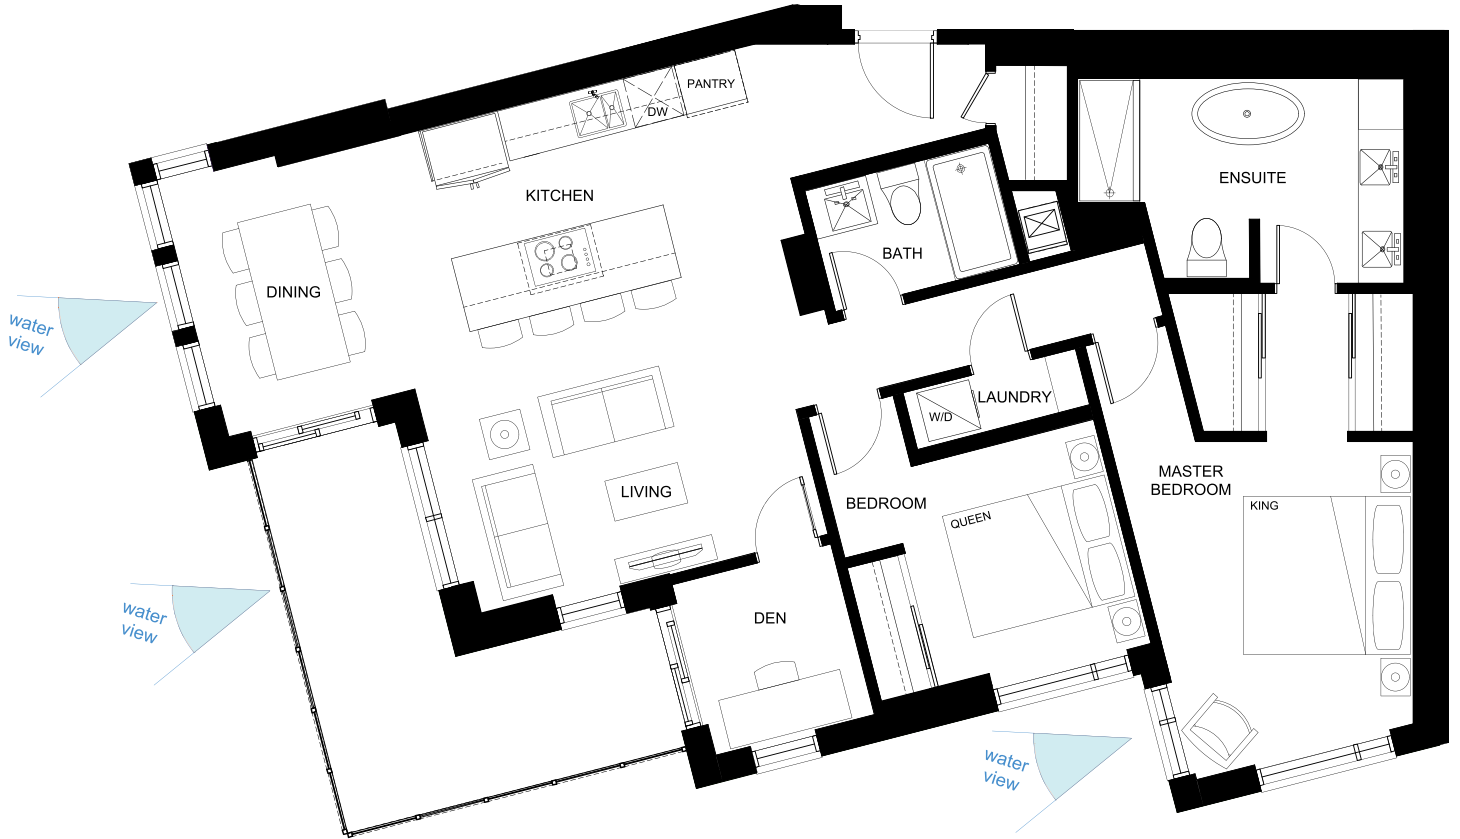 PANTRY
DW
KITCHEN
ENSUITE
BATH
DINING
water
view
LAUNDRY
W/D
MASTER
BEDROOM
LIVING
BEDROOM
KING
QUEEN
water
view
DEN
water
view